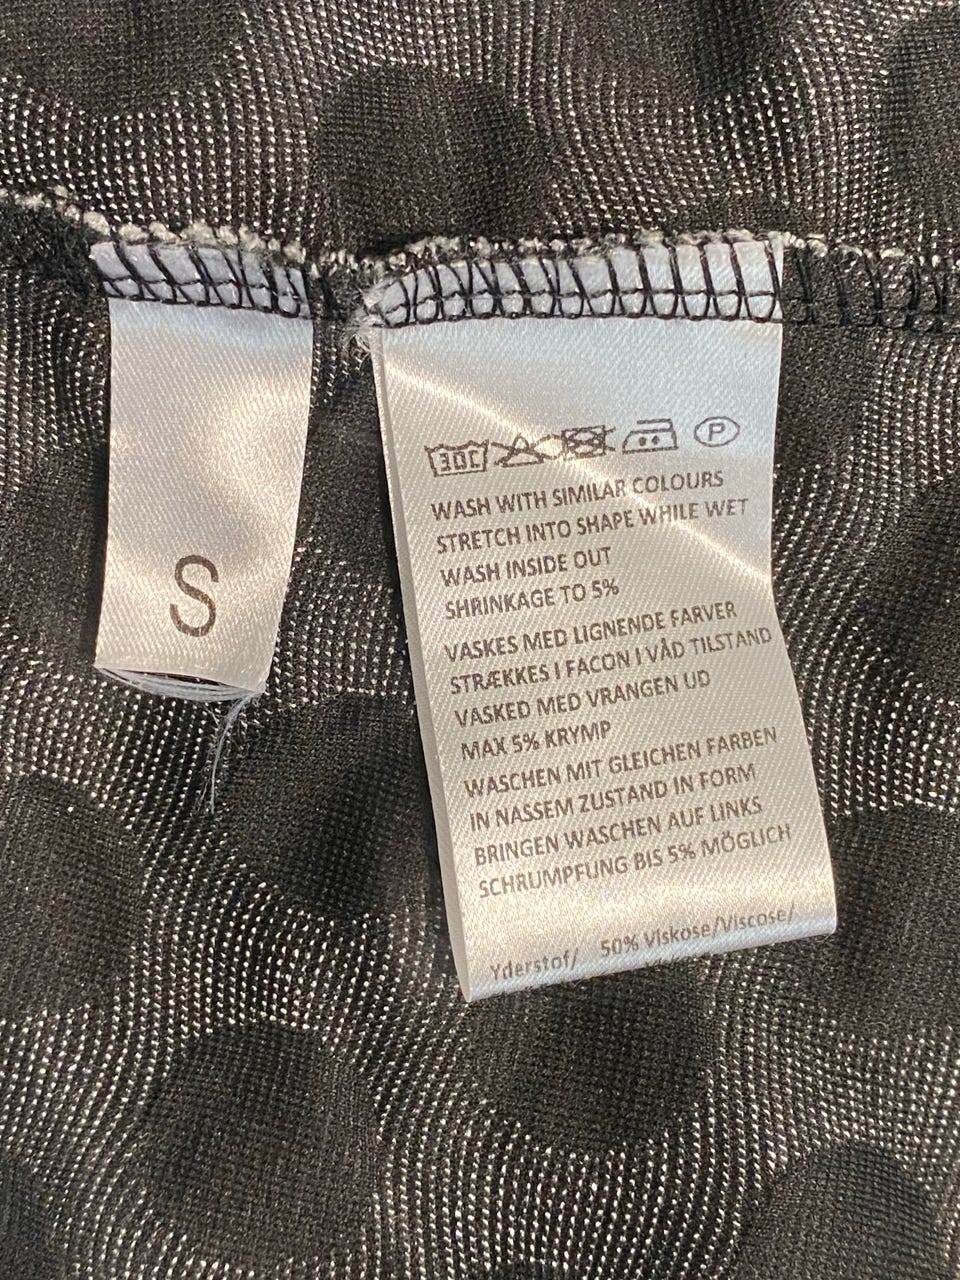 S
30C P
WASH WITH SIMILAR COLOURS
STRETCH INTO SHAPE WHILE WET
WASH INSIDE OUT
SHRINKAGE TO 5%
VASKES MED LIGNENDE FARVER
STRÆKKES I FACON I VÅD TILSTAND
VASKED MED VRANGEN UD
MAX 5% KRYMP
WASCHEN MIT GLEICHEN FARBEN
IN NASSEM ZUSTAND IN FORM
BRINGEN WASCHEN AUF LINKS
SCHRUMPFUNG BIS 5% MÖGLICH
Yderstof/ 50% Viskose/Viscose/